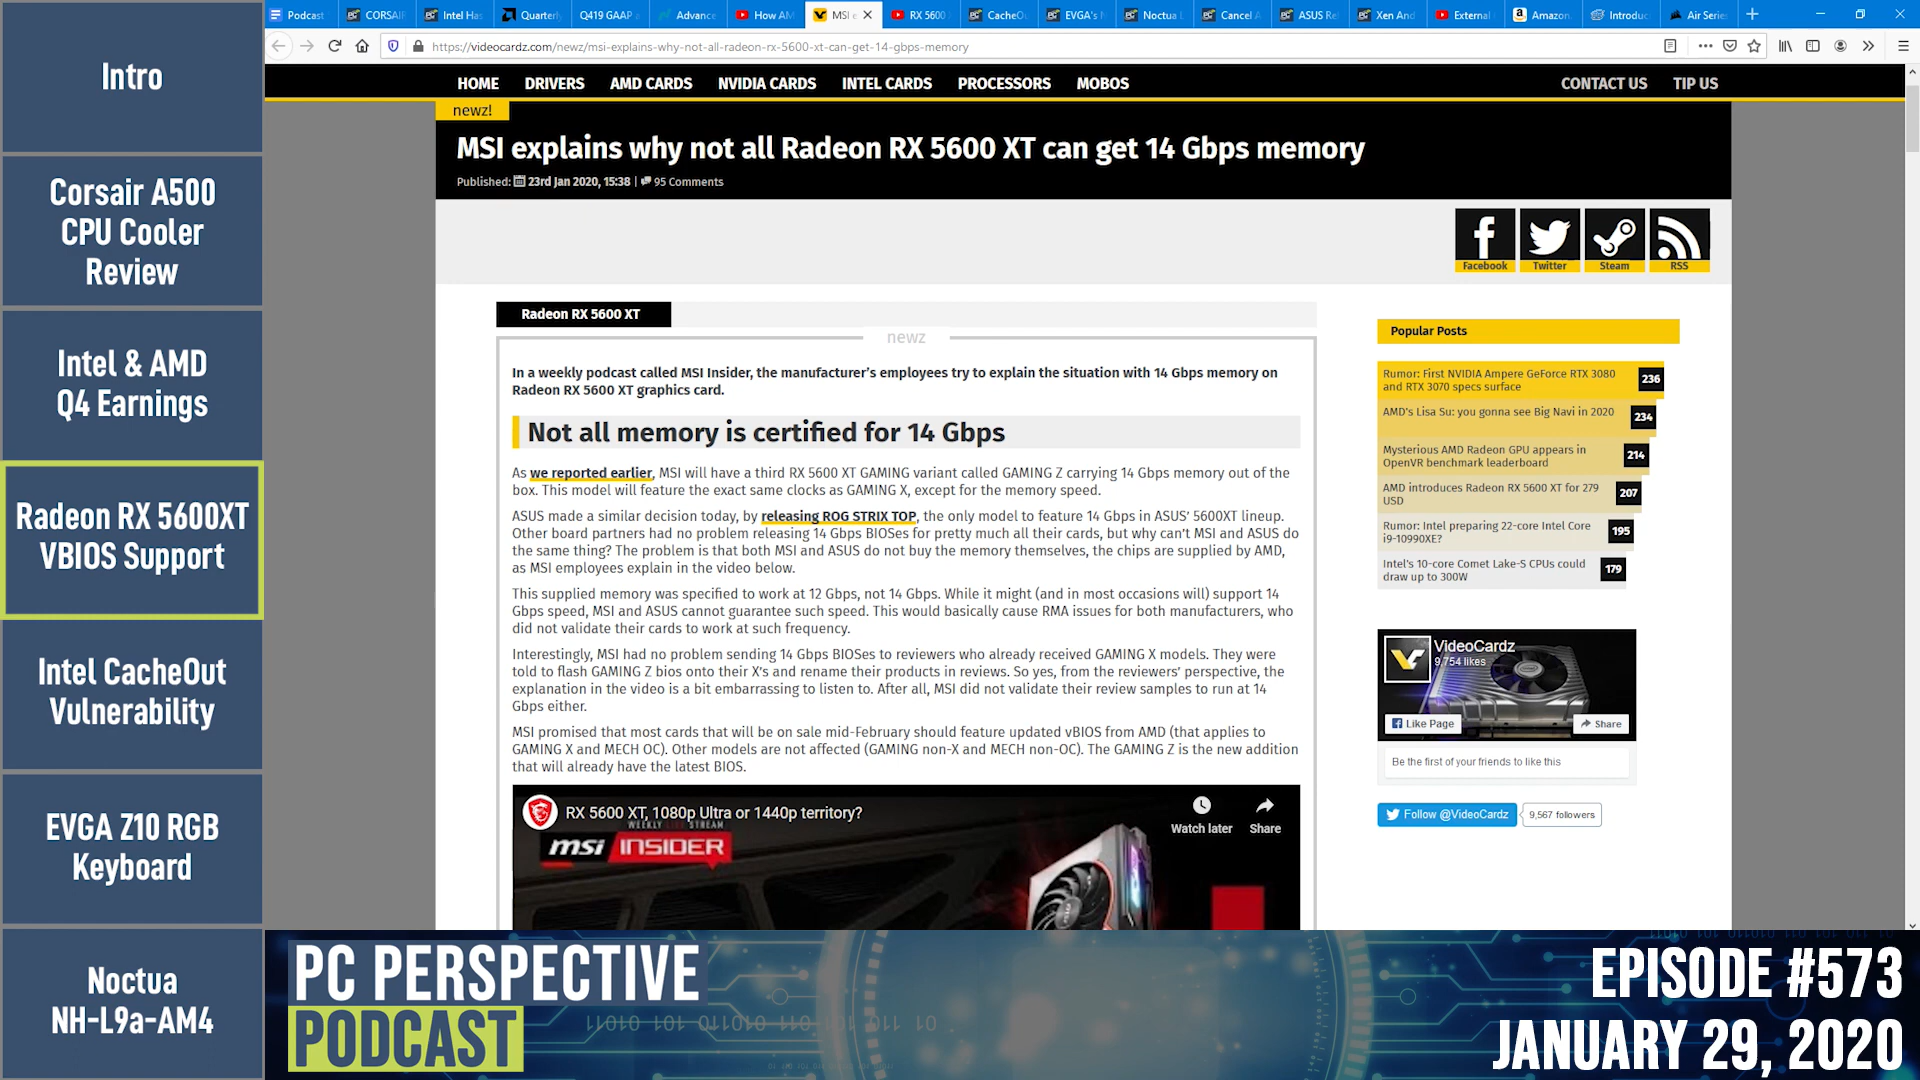 Intro
Corsair A500
CPU Cooler
Review
Intel & AMD
Q4 Earnings
Radeon RX 5600XT
VBIOS Support
Intel CacheOut
Vulnerability
EVGA Z10 RGB
Keyboard
Noctua
NH-L9a-AM4
Podcast
CORSAIR
Intel Has
Quarterly
Q419 GAAP
Advance
How AM
MSI e
RX 5600
CacheOu
EVGA's
Noctua
Cancel A
ASUS Re
Xen And
External
Amazon.
Introduc
Air Series
https://videocardz.com/newz/msi-explains-why-not-all-radeon-rx-5600-xt-can-get-14-gbps-memory
HOME DRIVERS AMD CARDS NVIDIA CARDS INTEL CARDS PROCESSORS MOBOS CONTACT US TIP US
newz!
MSI explains why not all Radeon RX 5600 XT can get 14 Gbps memory
Published: 23rd Jan 2020, 15:38 | 95 Comments
Facebook Twitter Steam RSS
Radeon RX 5600 XT
newz
In a weekly podcast called MSI Insider, the manufacturer's employees try to explain the situation with 14 Gbps memory on
Radeon RX 5600 XT graphics card.
Not all memory is certified for 14 Gbps
As we reported earlier, MSI will have a third RX 5600 XT GAMING variant called GAMING Z carrying 14 Gbps memory out of the
box. This model will feature the exact same clocks as GAMING X, except for the memory speed.
ASUS made a similar decision today, by releasing ROG STRIX TOP, the only model to feature 14 Gbps in ASUS' 5600XT lineup.
Other board partners had no problem releasing 14 Gbps BIOSes for pretty much all their cards, but why can't MSI and ASUS do
the same thing? The problem is that both MSI and ASUS do not buy the memory themselves, the chips are supplied by AMD,
as MSI employees explain in the video below.
This supplied memory was specified to work at 12 Gbps, not 14 Gbps. While it might (and in most occasions will) support 14
Gbps speed, MSI and ASUS cannot guarantee such speed. This would basically cause RMA issues for both manufacturers, who
did not validate their cards to work at such frequency.
Interestingly, MSI had no problem sending 14 Gbps BIOSes to reviewers who already received GAMING X models. They were
told to flash GAMING Z bios onto their X's and rename their products in reviews. So yes, from the reviewers' perspective, the
explanation in the video is a bit embarrassing to listen to. After all, MSI did not validate their review samples to run at 14
Gbps either.
MSI promised that most cards that will be on sale mid-February should feature updated vBIOS from AMD (that applies to
GAMING X and MECH OC). Other models are not affected (GAMING non-X and MECH non-OC). The GAMING Z is the new addition
that will already have the latest BIOS.
RX 5600 XT, 1080p Ultra or 1440p territory?
Watch later Share
WEEKLY STREAM
msi INSIDER
Popular Posts
Rumor: First NVIDIA Ampere GeForce RTX 3080
and RTX 3070 specs surface
236
AMD's Lisa Su: you gonna see Big Navi in 2020
234
Mysterious AMD Radeon GPU appears in
OpenVR benchmark leaderboard
214
AMD introduces Radeon RX 5600 XT for 279
USD
207
Rumor: Intel preparing 22-core Intel Core
i9-10990XE?
195
Intel's 10-core Comet Lake-S CPUs could
draw up to 300W
179
VideoCardz
9,754 likes
Like Page Share
Be the first of your friends to like this
Follow @VideoCardz 9,567 followers
PC PERSPECTIVE
PODCAST
EPISODE #573
JANUARY 29, 2020